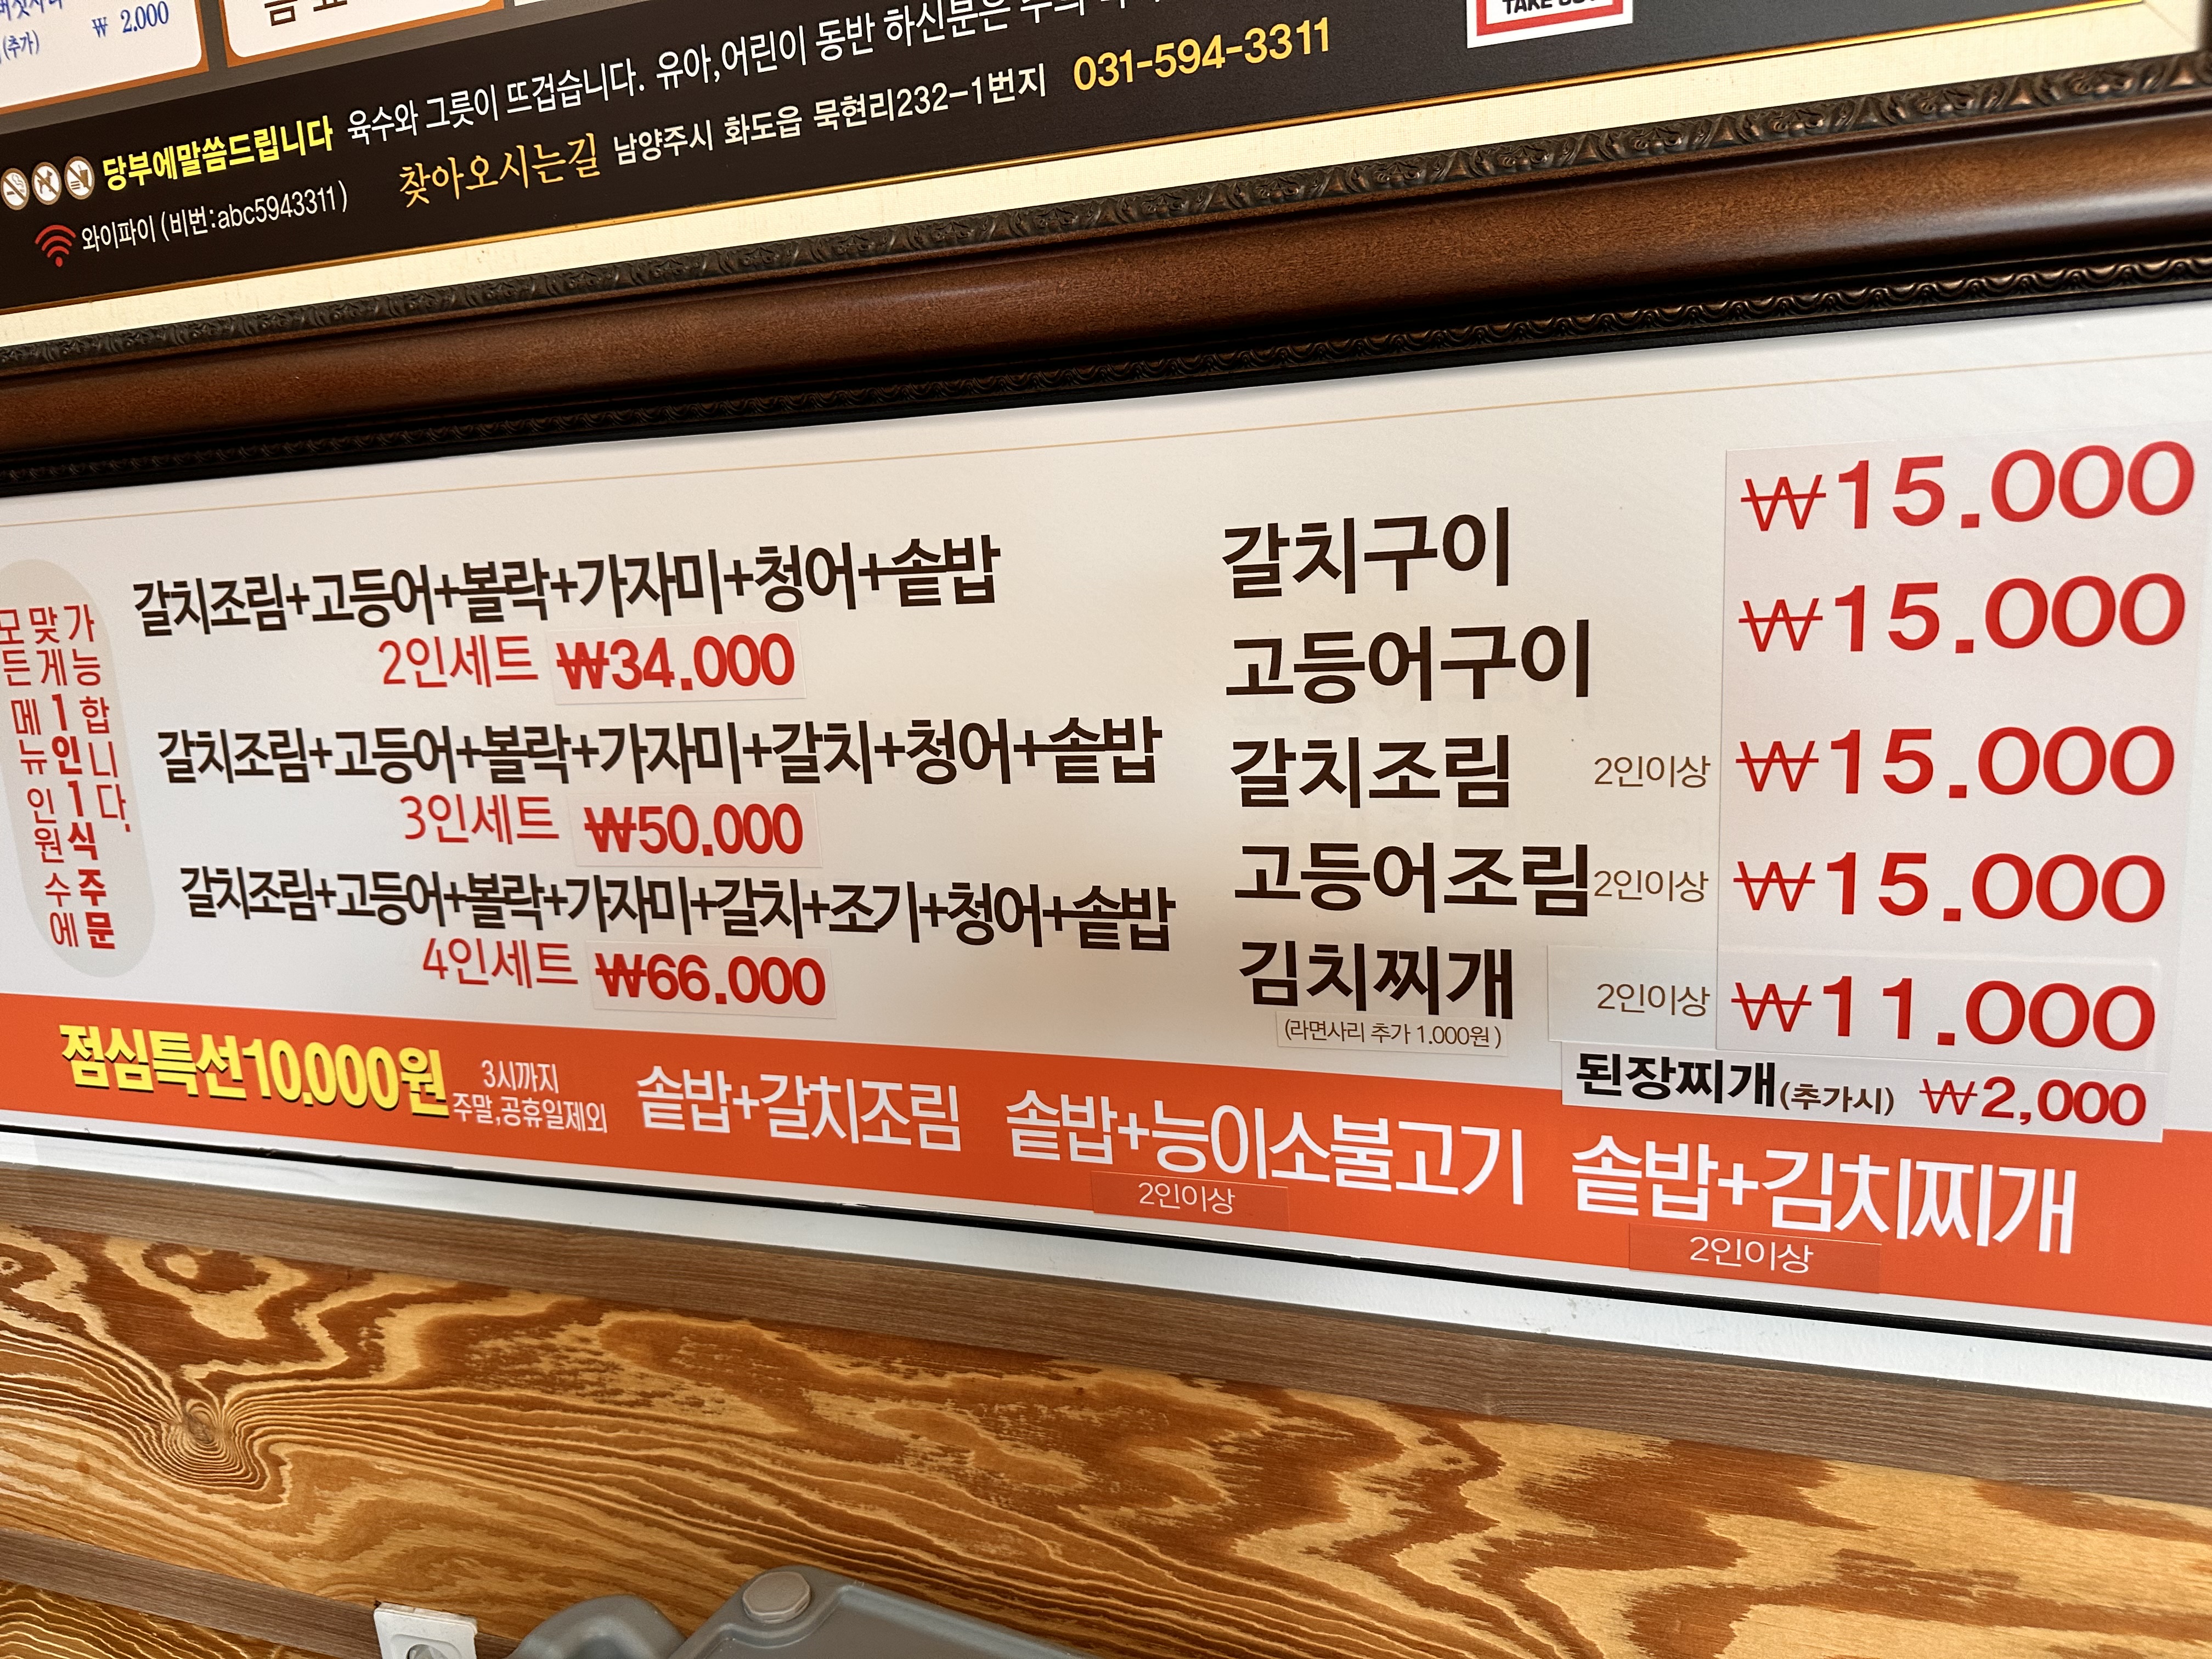 ₩ 2.000
(추가)
당부에말씀드립니다 육수와 그릇이 뜨겁습니다. 유아,어린이 동반 하신분은
와이파이 (비번:abc5943311)
찾아오시는길 남양주시 화도읍 묵현리232-1번지 031-594-3311
TAKE
모든 메뉴 인원수에
맞게 1인 1식 주문
가능합니다.
갈치조림+고등어+볼락+가자미+청어+솥밥
2인세트 ₩34.000
갈치조림+고등어+볼락+가자미+갈치+청어+솥밥
3인세트 ₩50.000
갈치조림+고등어+볼락+가자미+갈치+조기+청어+솥밥
4인세트 ₩66.000
갈치구이 ₩15.000
고등어구이 ₩15.000
갈치조림 2인이상 ₩15.000
고등어조림 2인이상 ₩15.000
김치찌개 2인이상 ₩11.000
(라면사리 추가 1.000원)
된장찌개(추가시) ₩2,000
점심특선10.000원
3시까지
주말,공휴일제외
솥밥+갈치조림
솥밥+능이소불고기
2인이상
솥밥+김치찌개
2인이상